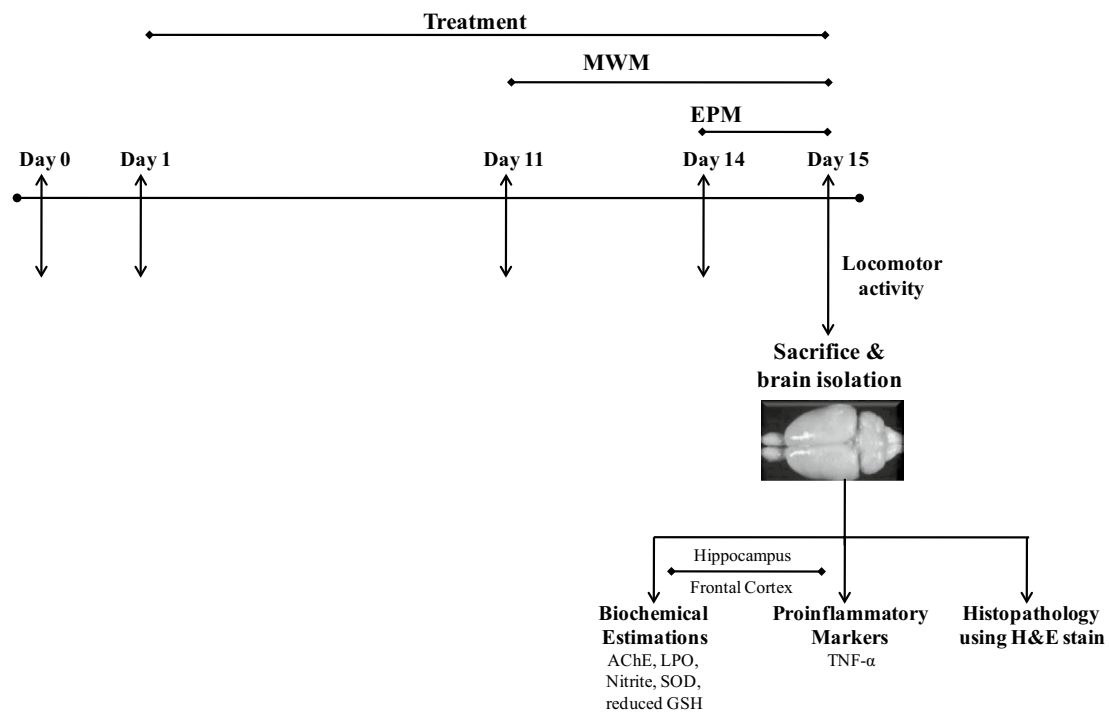 Treatment
MWM
EPM
Day 0
Day 1
Day 11
Day 14
Day 15
Locomotor
activity
Sacrifice &
brain isolation
Hippocampus
Frontal Cortex
Biochemical
Estimations
AChE, LPO,
Nitrite, SOD,
reduced GSH
Proinflammatory
Markers
TNF-α
Histopathology
using H&E stain